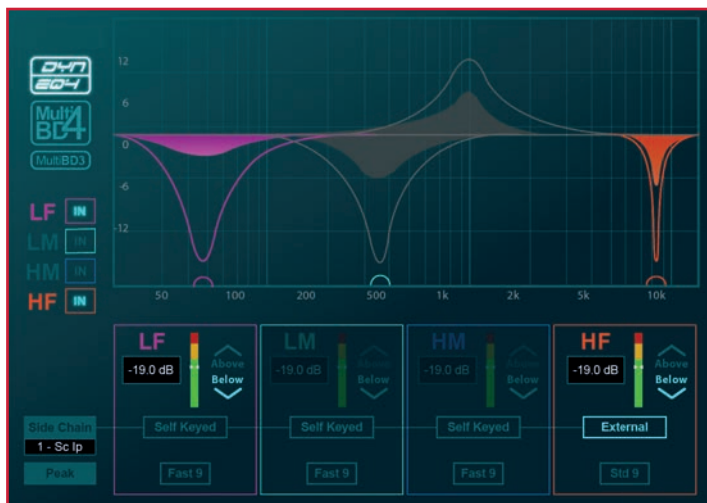 DYN
EQ4
Multi
BD4
MultiBD3
LF IN
LM IN
HM IN
HF IN
12
6
0
-6
-12
50 100 200 500 1k 2k 5k 10k
LF LM HM HF
-19.0 dB Above Below
-19.0 dB Above Below
-19.0 dB Above Below
-19.0 dB Above Below
Side Chain Self Keyed Self Keyed Self Keyed External
1 - Sc Ip
Peak Fast 9 Fast 9 Fast 9 Std 9